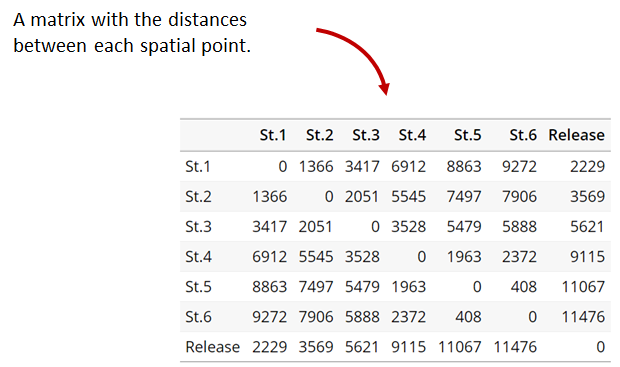 A matrix with the distances
between each spatial point.
St.1 St.2 St.3 St.4 St.5 St.6 Release
St.1 0 1366 3417 6912 8863 9272 2229
St.2 1366 0 2051 5545 7497 7906 3569
St.3 3417 2051 0 3528 5479 5888 5621
St.4 6912 5545 3528 0 1963 2372 9115
St.5 8863 7497 5479 1963 0 408 11067
St.6 9272 7906 5888 2372 408 0 11476
Release 2229 3569 5621 9115 11067 11476 0